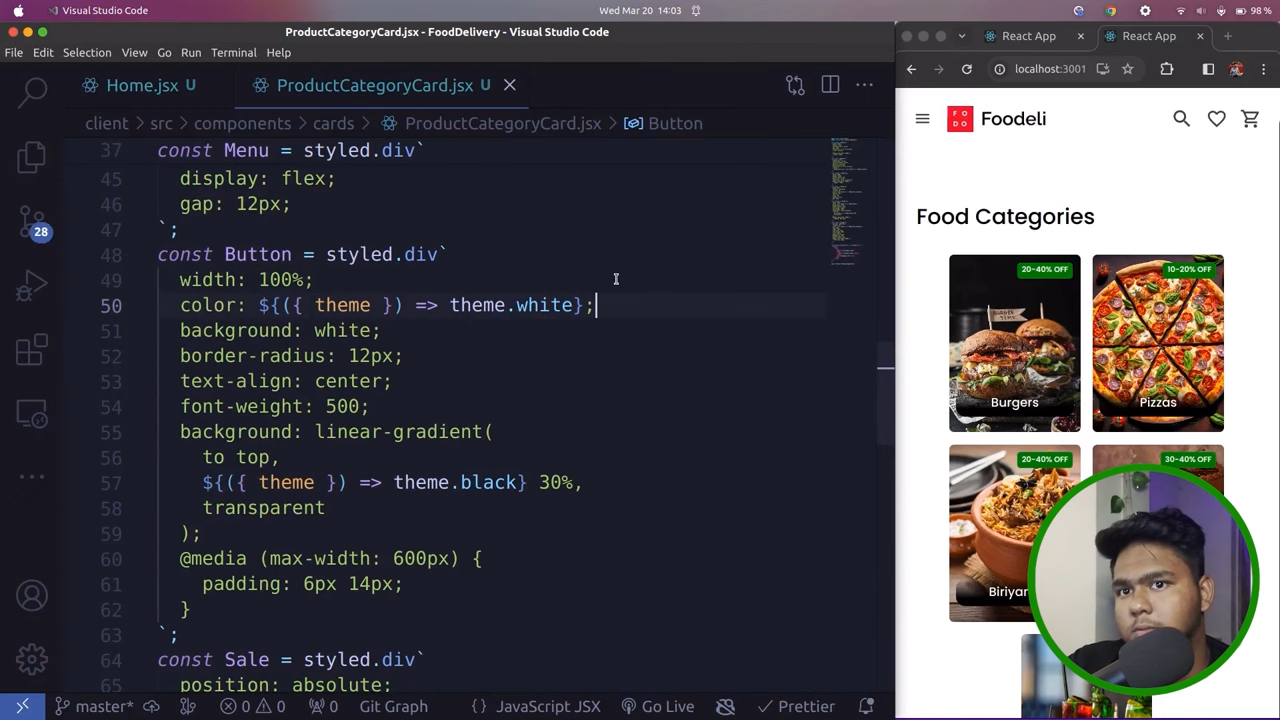 Visual Studio Code
Wed Mar 20 14:03
98 %
ProductCategoryCard.jsx - FoodDelivery - Visual Studio Code
File Edit Selection View Go Run Terminal Help
Home.jsx U
ProductCategoryCard.jsx U
client > src > compo > cards > ProductCategoryCard.jsx > Button
37 const Menu = styled.div`
45 display: flex;
46 gap: 12px;
47 `;
48 const Button = styled.div`
49 width: 100%;
50 color: ${({ theme }) => theme.white};
51 background: white;
52 border-radius: 12px;
53 text-align: center;
54 font-weight: 500;
55 background: linear-gradient(
56 to top,
57 ${({ theme }) => theme.black} 30%,
58 transparent
59 );
60 @media (max-width: 600px) {
61 padding: 6px 14px;
62 }
63 `;
64 const Sale = styled.div`
65 position: absolute;
28
master*
0 0
0
Git Graph
JavaScript JSX
Go Live
Prettier
React App
React App
localhost:3001
FO
DO
Foodeli
Food Categories
20-40% OFF
BURGER
Burgers
10-20% OFF
Pizzas
20-40% OFF
Biriyan
30-40% OFF